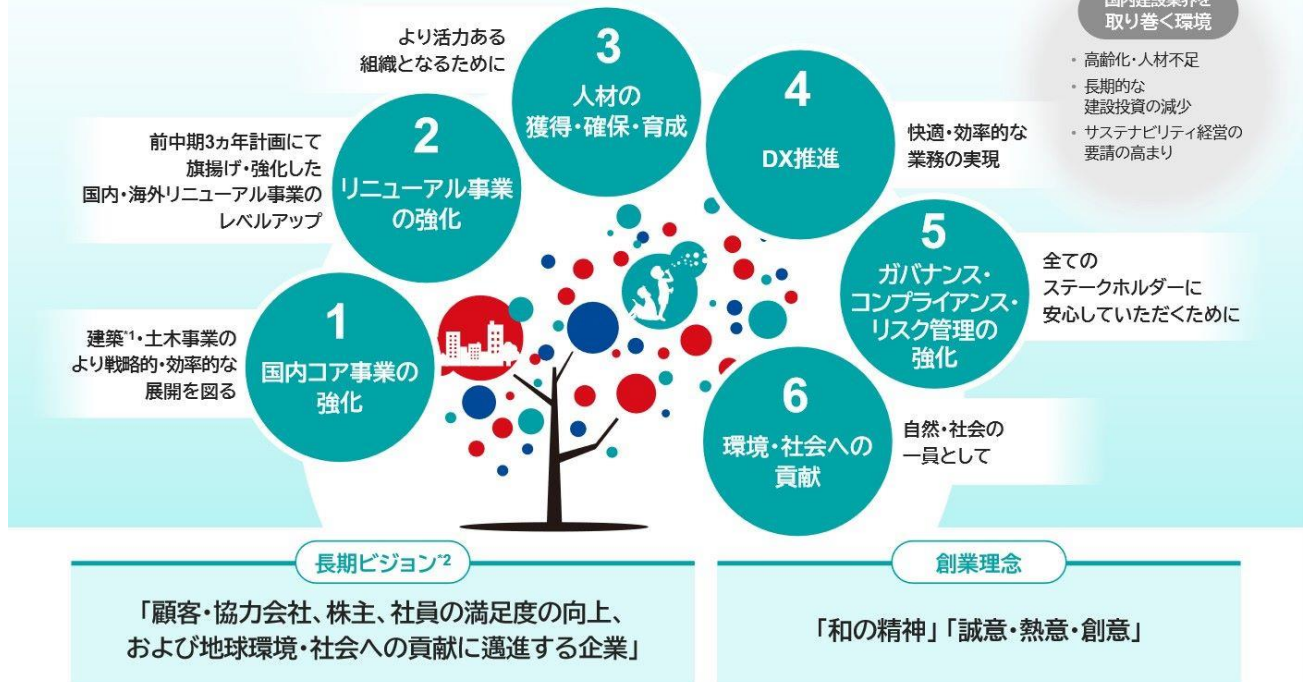 国内建設業界を
取り巻く環境
• 高齢化・人材不足
• 長期的な
建設投資の減少
• サステナビリティ経営の
要請の高まり
1
国内コア事業の
強化
建築*1・土木事業の
より戦略的・効率的な
展開を図る
2
リニューアル事業
の強化
前中期3ヵ年計画にて
旗揚げ・強化した
国内・海外リニューアル事業の
レベルアップ
3
人材の
獲得・確保・育成
より活力ある
組織となるために
4
DX推進
快適・効率的な
業務の実現
5
ガバナンス・
コンプライアンス・
リスク管理の
強化
全ての
ステークホルダーに
安心していただくために
6
環境・社会への
貢献
自然・社会の
一員として
長期ビジョン*2
「顧客・協力会社、株主、社員の満足度の向上、
および地球環境・社会への貢献に邁進する企業」
創業理念
「和の精神」「誠意・熱意・創意」